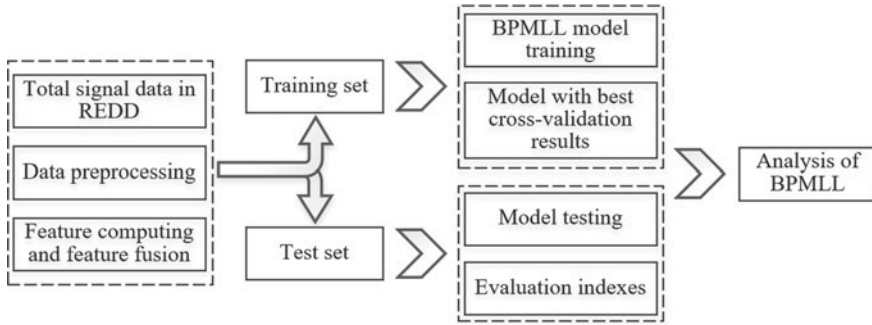 Total signal data in
REDD
Data preprocessing
Feature computing
and feature fusion
Training set
Test set
BPMLL model
training
Model with best
cross-validation
results
Model testing
Evaluation indexes
Analysis of
BPMLL